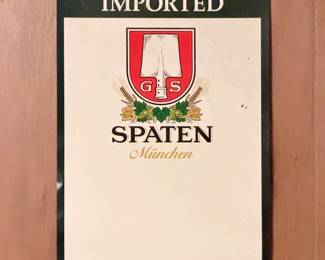 IMPORTED
G S
SPATEN
München